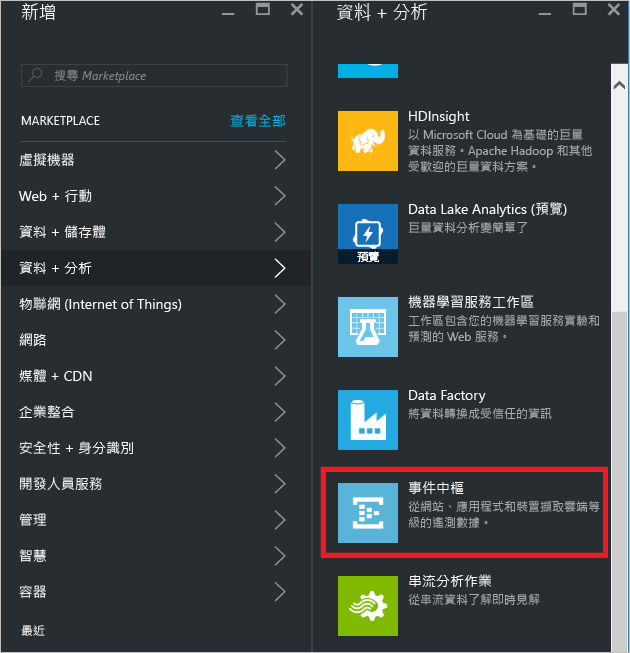 新增
搜尋 Marketplace
MARKETPLACE 查看全部
虛擬機器
Web + 行動
資料 + 儲存體
資料 + 分析
物聯網 (Internet of Things)
網路
媒體 + CDN
企業整合
安全性 + 身分識別
開發人員服務
管理
智慧
容器
最近
資料 + 分析
HDInsight
以 Microsoft Cloud 為基礎的巨量
資料服務。Apache Hadoop 和其他
受歡迎的巨量資料方案。
Data Lake Analytics (預覽)
巨量資料分析變簡單了
預覽
機器學習服務工作區
工作區包含您的機器學習服務實驗和
預測的 Web 服務。
Data Factory
將資料轉換成受信任的資訊
事件中樞
從網站、應用程式和裝置擷取雲端等
級的遙測數據。
串流分析作業
從串流資料了解即時見解